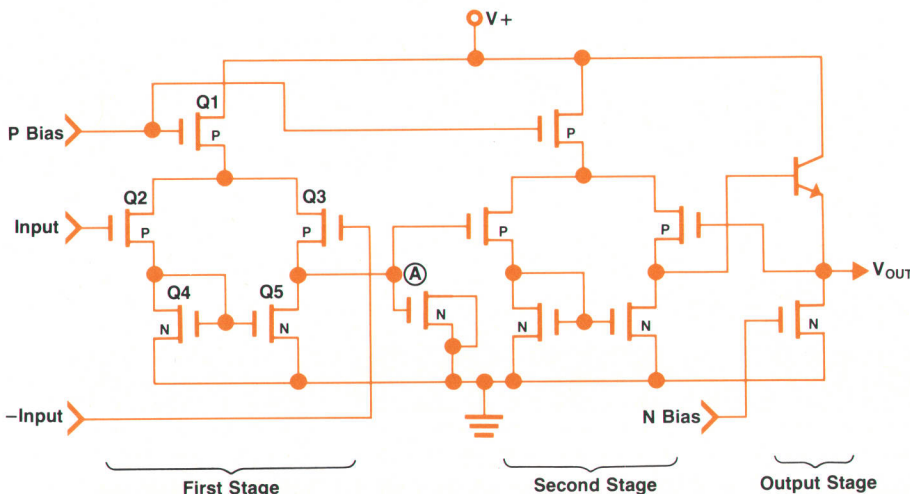 V+
Q1
P Bias
P
P
Q2
Q3
Input
P
P
P
P
A
VOUT
Q4
Q5
N
N
N
N
N
N
–Input
N Bias
First Stage
Second Stage
Output Stage